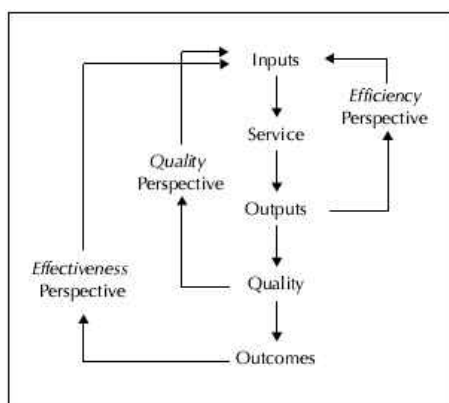 Inputs
Efficiency
Perspective
Service
Quality
Perspective
Outputs
Effectiveness
Perspective
Quality
Outcomes